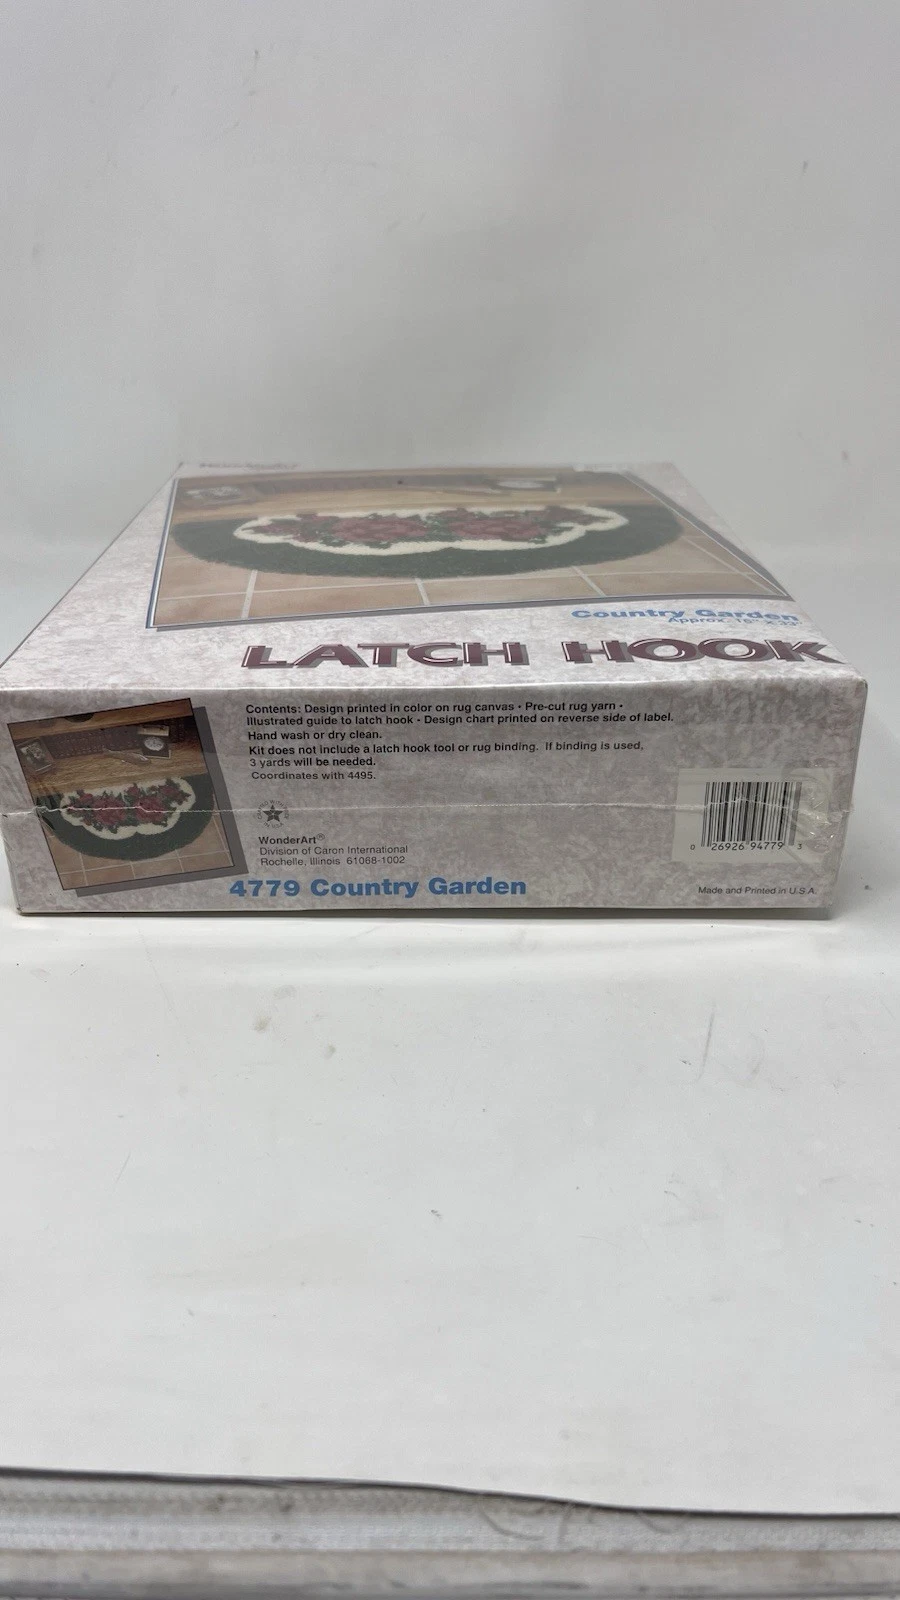 Country Garden
Approx. 16" X 33"
LATCH HOOK
Contents: Design printed in color on rug canvas • Pre-cut rug yarn •
Illustrated guide to latch hook • Design chart printed on reverse side of label.
Hand wash or dry clean.
Kit does not include a latch hook tool or rug binding. If binding is used,
3 yards will be needed.
Coordinates with 4495.
WonderArt®
Division of Caron International
Rochelle, Illinois 61068-1002
4779 Country Garden
0 26926 94779 3
Made and Printed in U.S.A.